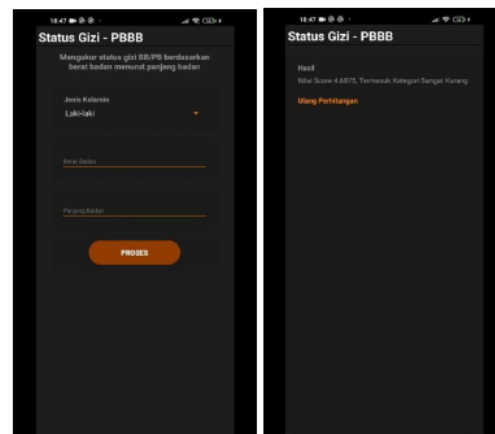 18:47
Status Gizi - PBBB
Mengukur status gizi BB/PB berdasarkan
berat badan menurut panjang badan
Jenis Kelamin
Laki-laki
Berat Badan
Panjang Badan
PROSES
18:47
Status Gizi - PBBB
Hasil
Nilai Score-4.6875, Termasuk Kategori Sangat Kurang.
Ulang Perhitungan